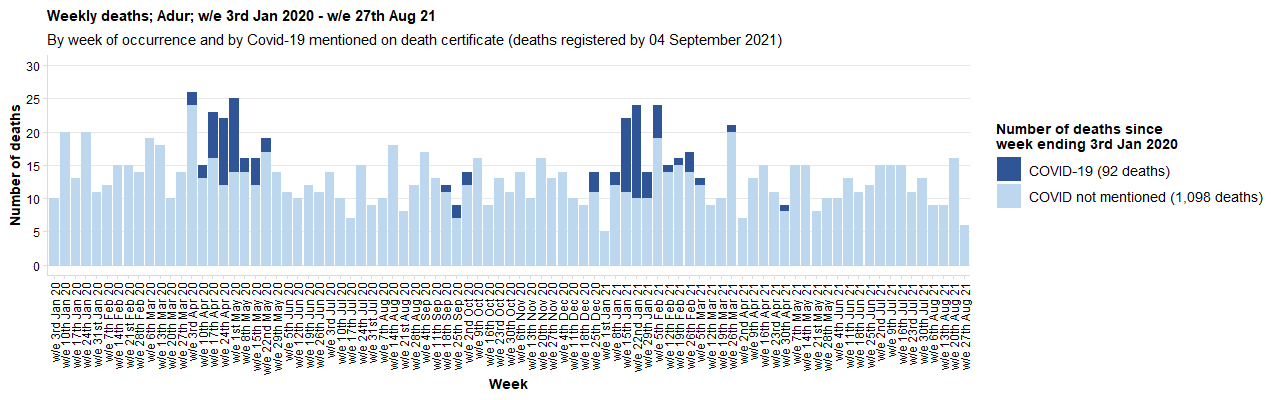 Weekly deaths; Adur; w/e 3rd Jan 2020 - w/e 27th Aug 21
By week of occurrence and by Covid-19 mentioned on death certificate (deaths registered by 04 September 2021)
Number of deaths
30
25
20
15
10
5
0
w/e 3rd Jan 20
w/e 10th Jan 20
w/e 17th Jan 20
w/e 24th Jan 20
w/e 31st Jan 20
w/e 7th Feb 20
w/e 14th Feb 20
w/e 21st Feb 20
w/e 28th Feb 20
w/e 6th Mar 20
w/e 13th Mar 20
w/e 20th Mar 20
w/e 27th Mar 20
w/e 3rd Apr 20
w/e 10th Apr 20
w/e 17th Apr 20
w/e 24th Apr 20
w/e 1st May 20
w/e 8th May 20
w/e 15th May 20
w/e 22nd May 20
w/e 29th May 20
w/e 5th Jun 20
w/e 12th Jun 20
w/e 19th Jun 20
w/e 26th Jun 20
w/e 3rd Jul 20
w/e 10th Jul 20
w/e 17th Jul 20
w/e 24th Jul 20
w/e 31st Jul 20
w/e 7th Aug 20
w/e 14th Aug 20
w/e 21st Aug 20
w/e 28th Aug 20
w/e 4th Sep 20
w/e 11th Sep 20
w/e 18th Sep 20
w/e 25th Sep 20
w/e 2nd Oct 20
w/e 9th Oct 20
w/e 16th Oct 20
w/e 23rd Oct 20
w/e 30th Oct 20
w/e 6th Nov 20
w/e 13th Nov 20
w/e 20th Nov 20
w/e 27th Nov 20
w/e 4th Dec 20
w/e 11th Dec 20
w/e 18th Dec 20
w/e 25th Dec 20
w/e 1st Jan 21
w/e 8th Jan 21
w/e 15th Jan 21
w/e 22nd Jan 21
w/e 29th Jan 21
w/e 5th Feb 21
w/e 12th Feb 21
w/e 19th Feb 21
w/e 26th Feb 21
w/e 5th Mar 21
w/e 12th Mar 21
w/e 19th Mar 21
w/e 26th Mar 21
w/e 2nd Apr 21
w/e 9th Apr 21
w/e 16th Apr 21
w/e 23rd Apr 21
w/e 30th Apr 21
w/e 7th May 21
w/e 14th May 21
w/e 21st May 21
w/e 28th May 21
w/e 4th Jun 21
w/e 11th Jun 21
w/e 18th Jun 21
w/e 25th Jun 21
w/e 2nd Jul 21
w/e 9th Jul 21
w/e 16th Jul 21
w/e 23rd Jul 21
w/e 30th Jul 21
w/e 6th Aug 21
w/e 13th Aug 21
w/e 20th Aug 21
w/e 27th Aug 21
Week
Number of deaths since
week ending 3rd Jan 2020
COVID-19 (92 deaths)
COVID not mentioned (1,098 deaths)